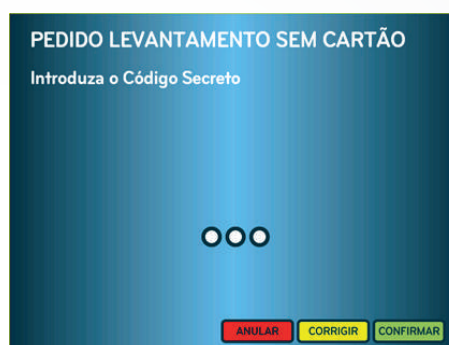 PEDIDO LEVANTAMENTO SEM CARTÃO
Introduza o Código Secreto
ANULAR CORRIGIR CONFIRMAR